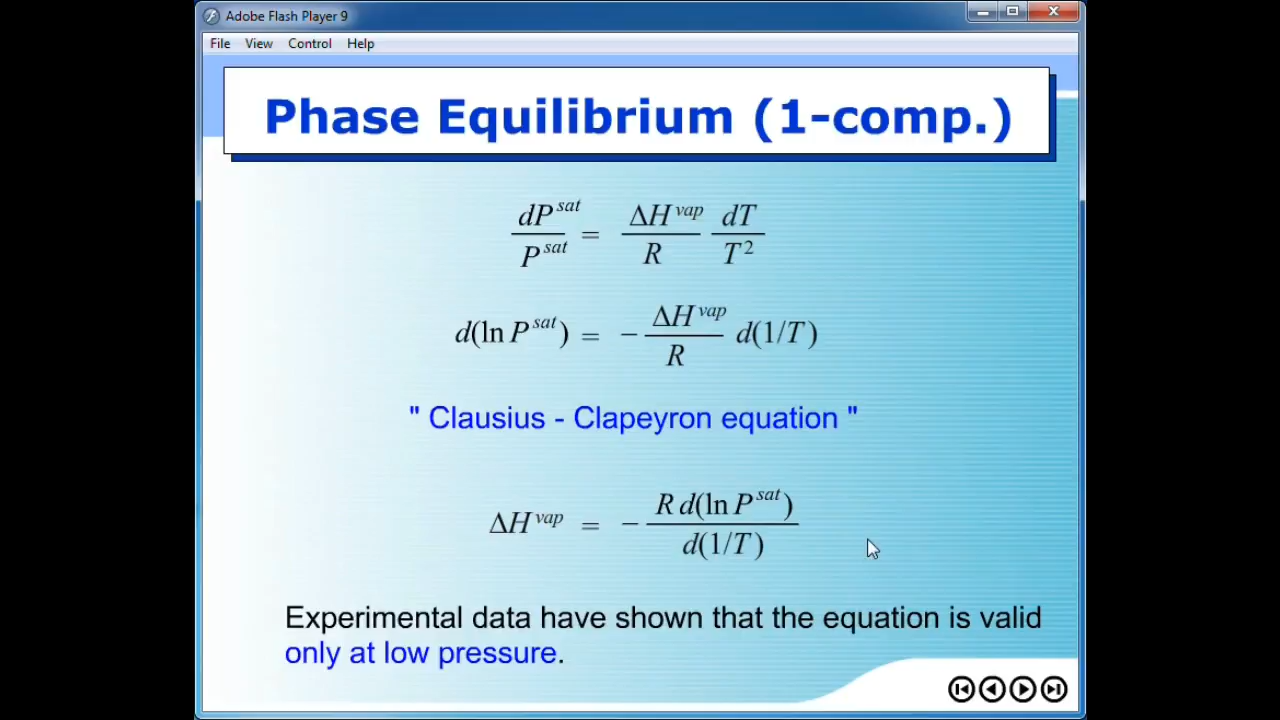 Adobe Flash Player 9
File View Control Help
Phase Equilibrium (1-comp.)
dP^sat / P^sat = ΔH^vap / R dT / T^2
d(ln P^sat) = − ΔH^vap / R d(1/T)
" Clausius - Clapeyron equation "
ΔH^vap = − R d(ln P^sat) / d(1/T)
Experimental data have shown that the equation is valid
only at low pressure.